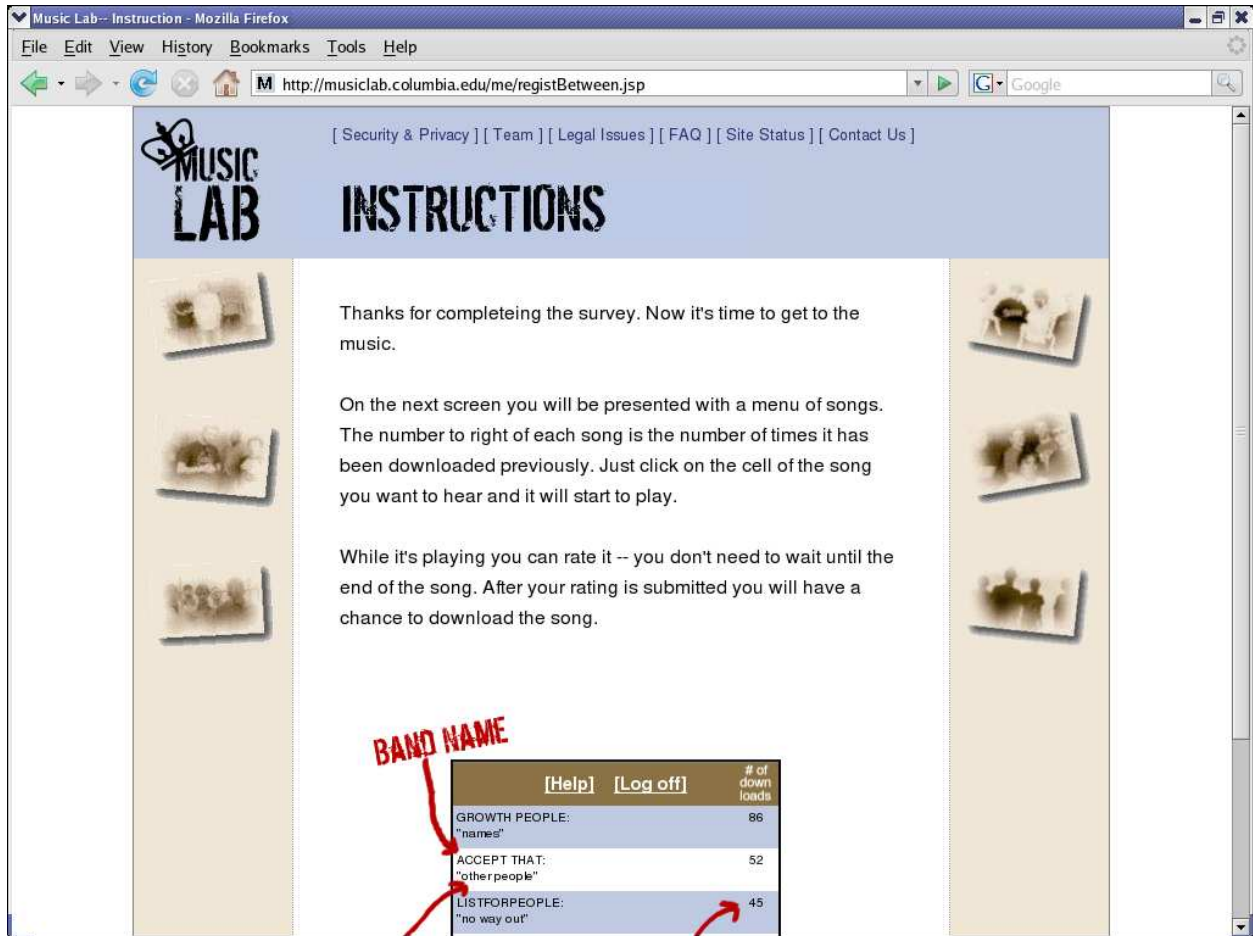 Music Lab-- Instruction - Mozilla Firefox
File Edit View History Bookmarks Tools Help
M http://musiclab.columbia.edu/me/registBetween.jsp G Google
[ Security & Privacy ] [ Team ] [ Legal Issues ] [ FAQ ] [ Site Status ] [ Contact Us ]
MUSIC
LAB
INSTRUCTIONS
Thanks for completeing the survey. Now it's time to get to the
music.
On the next screen you will be presented with a menu of songs.
The number to right of each song is the number of times it has
been downloaded previously. Just click on the cell of the song
you want to hear and it will start to play.
While it's playing you can rate it -- you don't need to wait until the
end of the song. After your rating is submitted you will have a
chance to download the song.
BAND NAME
[Help] [Log off] # of
down
loads
GROWTH PEOPLE: 86
"names"
ACCEPT THAT: 52
"other people"
LISTFORPEOPLE: 45
"no way out"